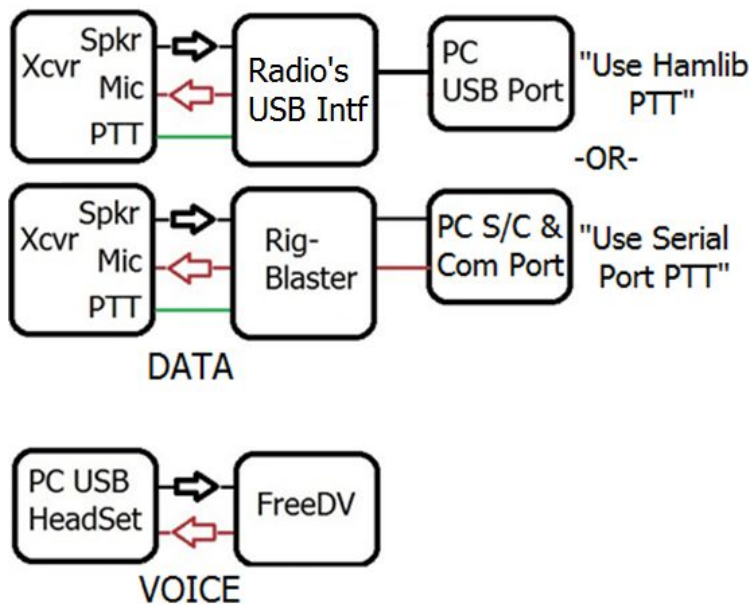 Spkr
Xcvr
Mic
PTT
Radio's
USB Intf
PC
USB Port
"Use Hamlib
PTT"
-OR-
Spkr
Xcvr
Mic
PTT
Rig-
Blaster
PC S/C &
Com Port
"Use Serial
Port PTT"
DATA
PC USB
HeadSet
FreeDV
VOICE